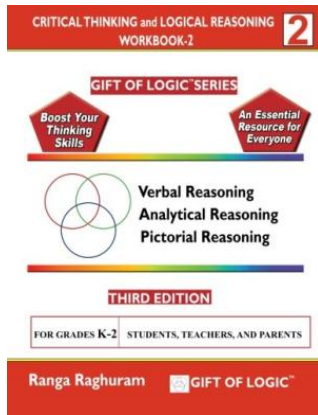 CRITICAL THINKING and LOGICAL REASONING
WORKBOOK-2
2
GIFT OF LOGIC™SERIES
Boost Your
Thinking
Skills
An Essential
Resource for
Everyone
Verbal Reasoning
Analytical Reasoning
Pictorial Reasoning
THIRD EDITION
FOR GRADES K-2 STUDENTS, TEACHERS, AND PARENTS
Ranga Raghuram GIFT OF LOGIC™